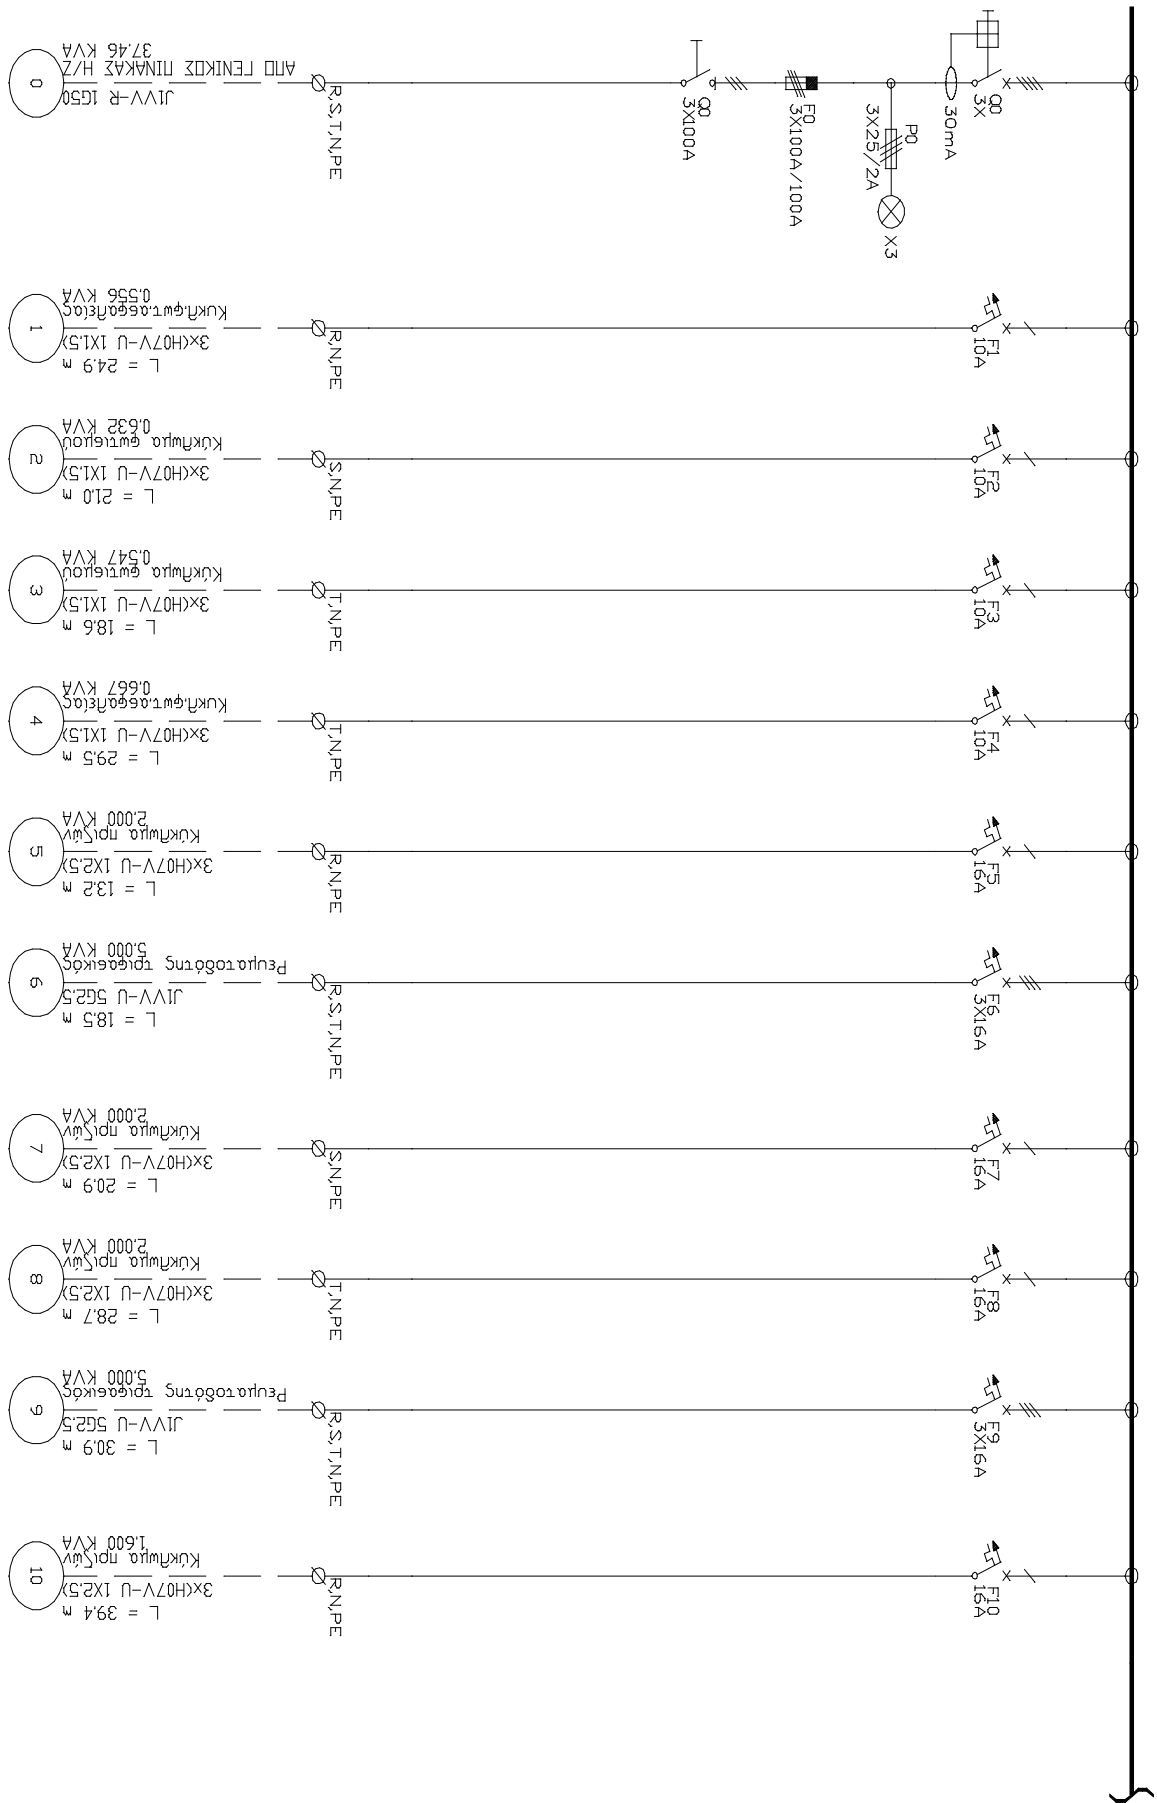 0
37.46 KVA
ΑΠΟ ΓΕΝΙΚΟΣ ΠΙΝΑΚΑΣ Η/Ζ
J1VV-R 1G50
R,S,T,N,PE
Q0
3X100A
F0
3X100A/100A
P0
3X25/2A
X3
30mA
Q0
3X
1
0.556 KVA
Κυκλ.φωτ.ασφαλείας
3x(H07V-U 1X1.5)
L = 24.9 m
R,N,PE
F1
10A
2
0.632 KVA
Κύκλωμα φωτισμού
3x(H07V-U 1X1.5)
L = 21.0 m
S,N,PE
F2
10A
3
0.547 KVA
Κύκλωμα φωτισμού
3x(H07V-U 1X1.5)
L = 18.6 m
T,N,PE
F3
10A
4
0.667 KVA
Κυκλ.φωτ.ασφαλείας
3x(H07V-U 1X1.5)
L = 29.5 m
T,N,PE
F4
10A
5
2.000 KVA
Κύκλωμα πριζών
3x(H07V-U 1X2.5)
L = 13.2 m
R,N,PE
F5
16A
6
5.000 KVA
Ρευματοδότης τριφασικός
J1VV-U 5G2.5
L = 18.5 m
R,S,T,N,PE
F6
3X16A
7
2.000 KVA
Κύκλωμα πριζών
3x(H07V-U 1X2.5)
L = 20.9 m
S,N,PE
F7
16A
8
2.000 KVA
Κύκλωμα πριζών
3x(H07V-U 1X2.5)
L = 28.7 m
T,N,PE
F8
16A
9
5.000 KVA
Ρευματοδότης τριφασικός
J1VV-U 5G2.5
L = 30.9 m
R,S,T,N,PE
F9
3X16A
10
1.600 KVA
Κύκλωμα πριζών
3x(H07V-U 1X2.5)
L = 39.4 m
R,N,PE
F10
16A